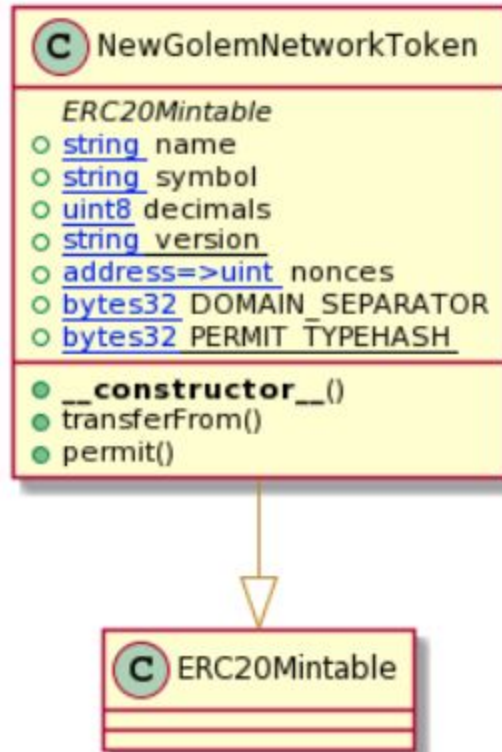 C NewGolemNetworkToken
ERC20Mintable
string name
string symbol
uint8 decimals
string version
address=>uint nonces
bytes32 DOMAIN_SEPARATOR
bytes32 PERMIT_TYPEHASH
__constructor__()
transferFrom()
permit()
C ERC20Mintable